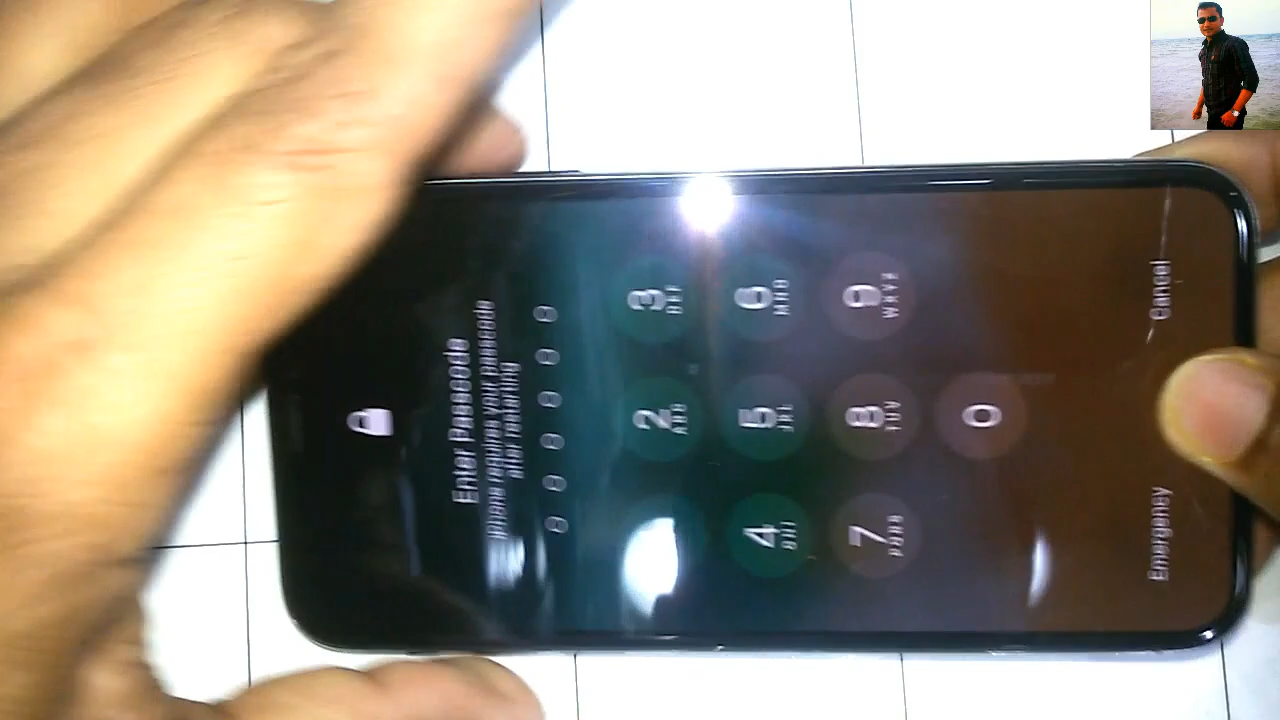 Enter Passcode
iPhone requires your passcode
after restarting
2 ABC
3 DEF
4 GHI
5 JKL
6 MNO
7 PQRS
8 TUV
9 WXYZ
0
Emergency
Cancel